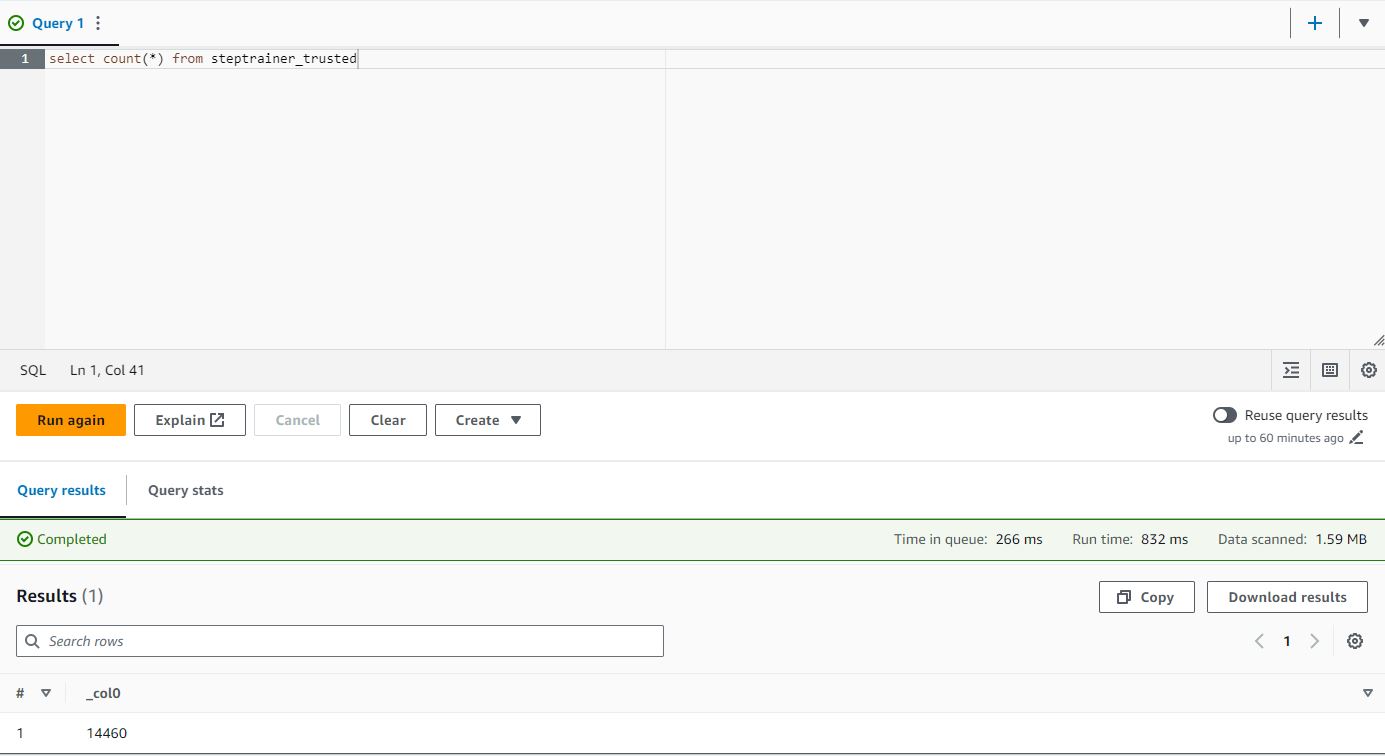 Query 1
1 select count(*) from steptrainer_trusted
SQL Ln 1, Col 41
Run again Explain Cancel Clear Create Reuse query results
up to 60 minutes ago
Query results Query stats
Completed Time in queue: 266 ms Run time: 832 ms Data scanned: 1.59 MB
Results (1) Copy Download results
Search rows 1
# _col0
1 14460